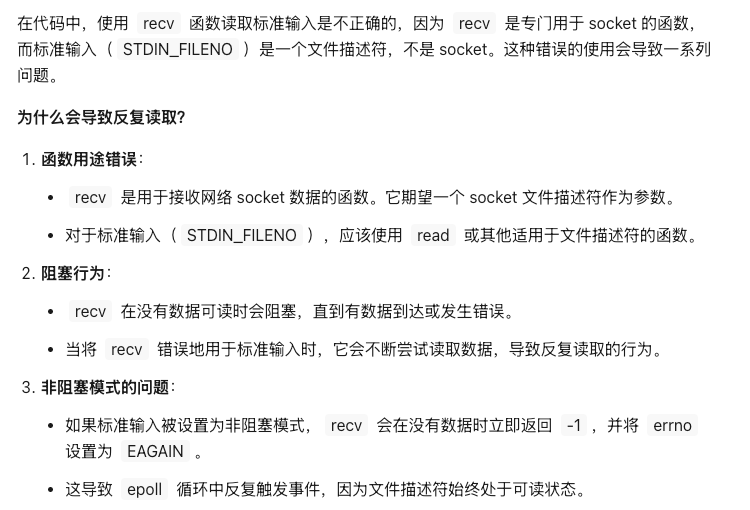 在代码中，使用 recv 函数读取标准输入是不正确的，因为 recv 是专门用于 socket 的函数，
而标准输入（ STDIN_FILENO ）是一个文件描述符，不是 socket。这种错误的使用会导致一系列
问题。
为什么会导致反复读取?
1. 函数用途错误：
• recv 是用于接收网络 socket 数据的函数。它期望一个 socket 文件描述符作为参数。
• 对于标准输入（ STDIN_FILENO ），应该使用 read 或其他适用于文件描述符的函数。
2. 阻塞行为：
• recv 在没有数据可读时会阻塞，直到有数据到达或发生错误。
• 当将 recv 错误地用于标准输入时，它会不断尝试读取数据，导致反复读取的行为。
3. 非阻塞模式的问题：
• 如果标准输入被设置为非阻塞模式， recv 会在没有数据时立即返回 -1 ，并将 errno
设置为 EAGAIN 。
• 这导致 epoll 循环中反复触发事件，因为文件描述符始终处于可读状态。